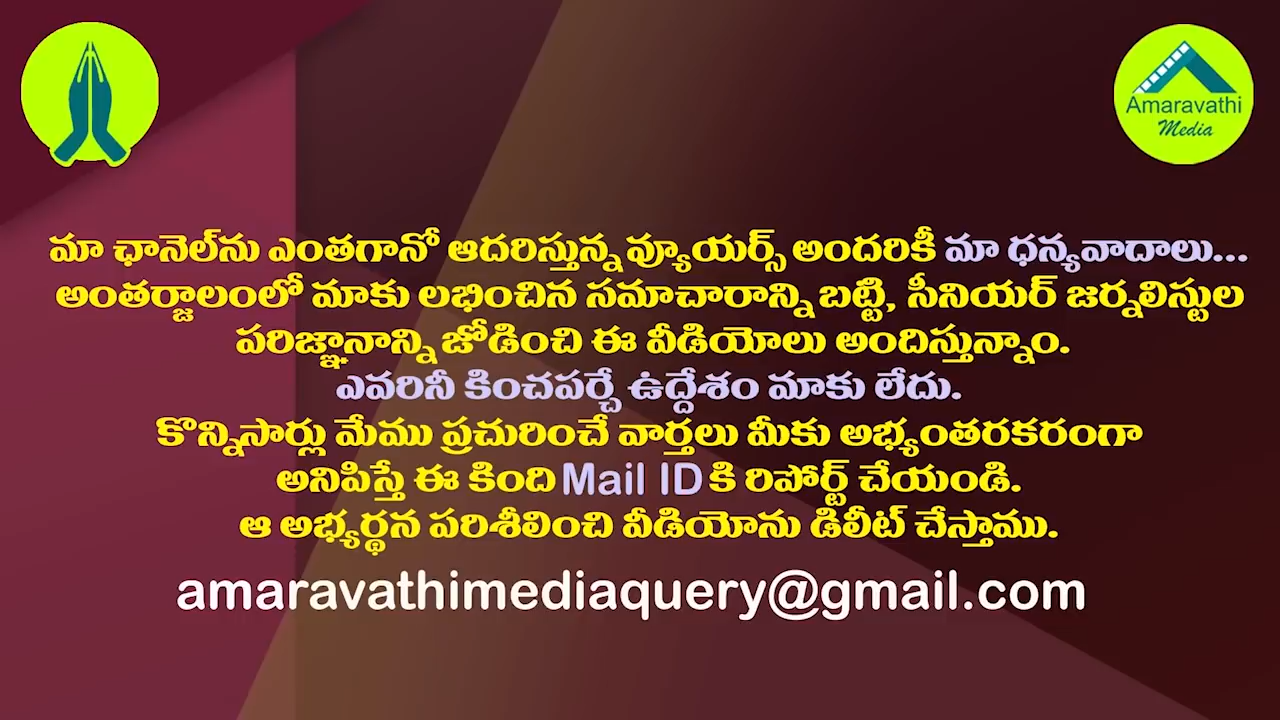 Amaravathi
Media
మా ఛానెల్‌ను ఎంతగానో ఆదరిస్తున్న వ్యూయర్స్ అందరికీ మా ధన్యవాదాలు...
అంతర్జాలంలో మాకు లభించిన సమాచారాన్ని బట్టి, సీనియర్ జర్నలిస్టుల
పరిజ్ఞానాన్ని జోడించి ఈ వీడియోలు అందిస్తున్నాం.
ఎవరినీ కించపర్చే ఉద్దేశం మాకు లేదు.
కొన్నిసార్లు మేము ప్రచురించే వార్తలు మీకు అభ్యంతరకరంగా
అనిపిస్తే ఈ కింది Mail ID కి రిపోర్ట్ చేయండి.
ఆ అభ్యర్థన పరిశీలించి వీడియోను డిలీట్ చేస్తాము.
amaravathimediaquery@gmail.com